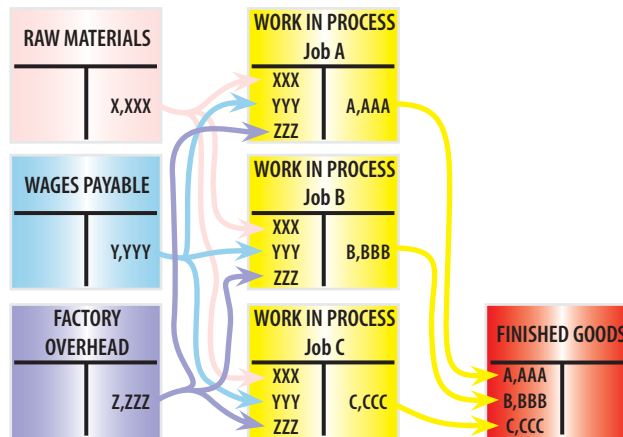 RAW MATERIALS
X,XXX
WORK IN PROCESS
Job A
XXX
YYY
ZZZ
A,AAA
WAGES PAYABLE
Y,YYY
WORK IN PROCESS
Job B
XXX
YYY
ZZZ
B,BBB
FACTORY
OVERHEAD
Z,ZZZ
WORK IN PROCESS
Job C
XXX
YYY
ZZZ
C,CCC
FINISHED GOODS
A,AAA
B,BBB
C,CCC